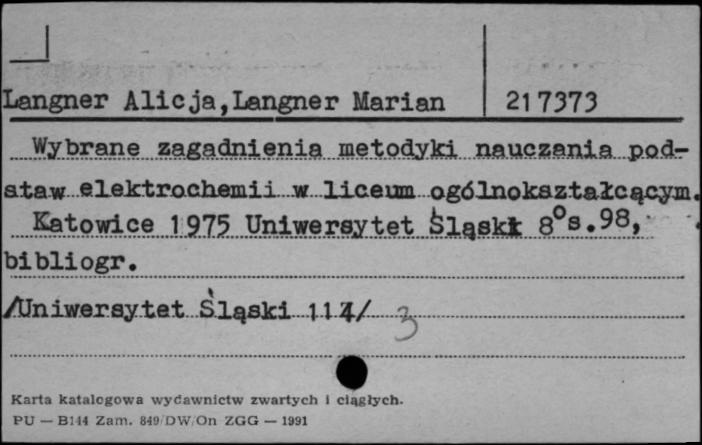 Langner Alicja,Langner Marian 217373
Wybrane zagadnienia metodyki nauczania pod-
staw elektrochemii w liceum ogólnokształcącym.
Katowice 1975 Uniwersytet Śląski 8°s.98,
bibliogr.
/Uniwersytet Śląski 114/ 3
Karta katalogowa wydawnictw zwartych i ciągłych.
PU — B144 Zam. 849/DW/On ZGG — 1991